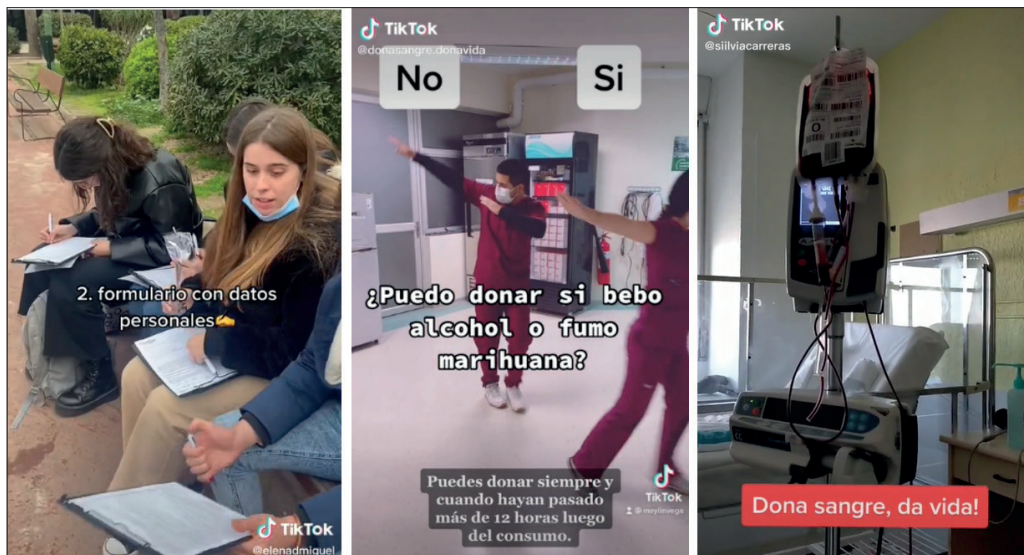 2. formulario con datos
personales✍️
TikTok
@elenadmiguel
TikTok
@donasangre.donavida
No
Si
¿Puedo donar si bebo
alcohol o fumo
marihuana?
Puedes donar siempre y
cuando hayan pasado
más de 12 horas luego
del consumo.
TikTok
TikTok
@siilviacarreras
O
Dona sangre, da vida!